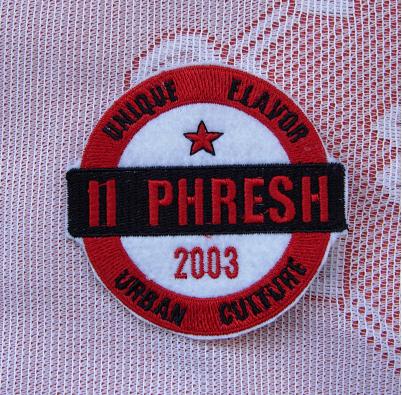 UNIQUE FLAVOR
II PHRESH
2003
URBAN CULTURE